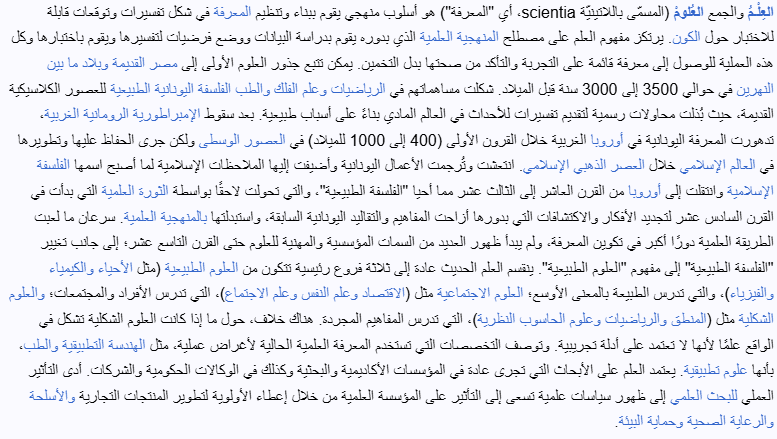 العِلْمُ والجمع العُلُومُ (المسمّى باللاتينيّة scientia، أي "المعرفة") هو أسلوب منهجي يقوم ببناء وتنظيم المعرفة في شكل تفسيرات وتوقعات قابلة
للاختبار حول الكون. يرتكز مفهوم العلم على مصطلح المنهجية العلمية الذي بدوره يقوم بدراسة البيانات ووضع فرضيات لتفسيرها ويقوم باختبارها وكل
هذه العملية للوصول إلى معرفة قائمة على التجربة والتأكد من صحتها بدل التخمين. يمكن تتبع جذور العلوم الأولى إلى مصر القديمة وبلاد ما بين
النهرين في حوالي 3500 إلى 3000 سنة قبل الميلاد. شكلت مساهماتهم في الرياضيات وعلم الفلك والطب الفلسفة اليونانية الطبيعية للعصور الكلاسيكية
القديمة، حيث بُذلت محاولات رسمية لتقديم تفسيرات للأحداث في العالم المادي بناءً على أسباب طبيعية. بعد سقوط الإمبراطورية الرومانية الغربية،
تدهورت المعرفة اليونانية في أوروبا الغربية خلال القرون الأولى (400 إلى 1000 للميلاد) في العصور الوسطى ولكن جرى الحفاظ عليها وتطويرها
في العالم الإسلامي خلال العصر الذهبي الإسلامي. انتعشت وتُرجمت الأعمال اليونانية وأضيفت إليها الملاحظات الإسلامية لما أصبح اسمها الفلسفة
الإسلامية وانتقلت إلى أوروبا من القرن العاشر إلى الثالث عشر مما أحيا "الفلسفة الطبيعية"، والتي تحولت لاحقًا بواسطة الثورة العلمية التي بدأت في
القرن السادس عشر لتجديد الأفكار والاكتشافات التي بدورها أزاحت المفاهيم والتقاليد اليونانية السابقة، واستبدلتها بالمنهجية العلمية. سرعان ما لعبت
الطريقة العلمية دورًا أكبر في تكوين المعرفة، ولم يبدأ ظهور العديد من السمات المؤسسية والمهنية للعلوم حتى القرن التاسع عشر؛ إلى جانب تغيير
"الفلسفة الطبيعية" إلى مفهوم "العلوم الطبيعية". ينقسم العلم الحديث عادة إلى ثلاثة فروع رئيسية تتكون من العلوم الطبيعية (مثل الأحياء والكيمياء
والفيزياء)، والتي تدرس الطبيعة بالمعنى الأوسع؛ العلوم الاجتماعية مثل (الاقتصاد وعلم النفس وعلم الاجتماع)، التي تدرس الأفراد والمجتمعات؛ والعلوم
الشكلية مثل (المنطق والرياضيات وعلوم الحاسوب النظرية)، التي تدرس المفاهيم المجردة. هناك خلاف، حول ما إذا كانت العلوم الشكلية تشكل في
الواقع علمًا لأنها لا تعتمد على أدلة تجريبية. وتوصف التخصصات التي تستخدم المعرفة العلمية الحالية لأغراض عملية، مثل الهندسة التطبيقية والطب،
بأنها علوم تطبيقية. يعتمد العلم على الأبحاث التي تجرى عادة في المؤسسات الأكاديمية والبحثية وكذلك في الوكالات الحكومية والشركات. أدى التأثير
العملي للبحث العلمي إلى ظهور سياسات علمية تسعى إلى التأثير على المؤسسة العلمية من خلال إعطاء الأولوية لتطوير المنتجات التجارية والأسلحة
والرعاية الصحية وحماية البيئة.